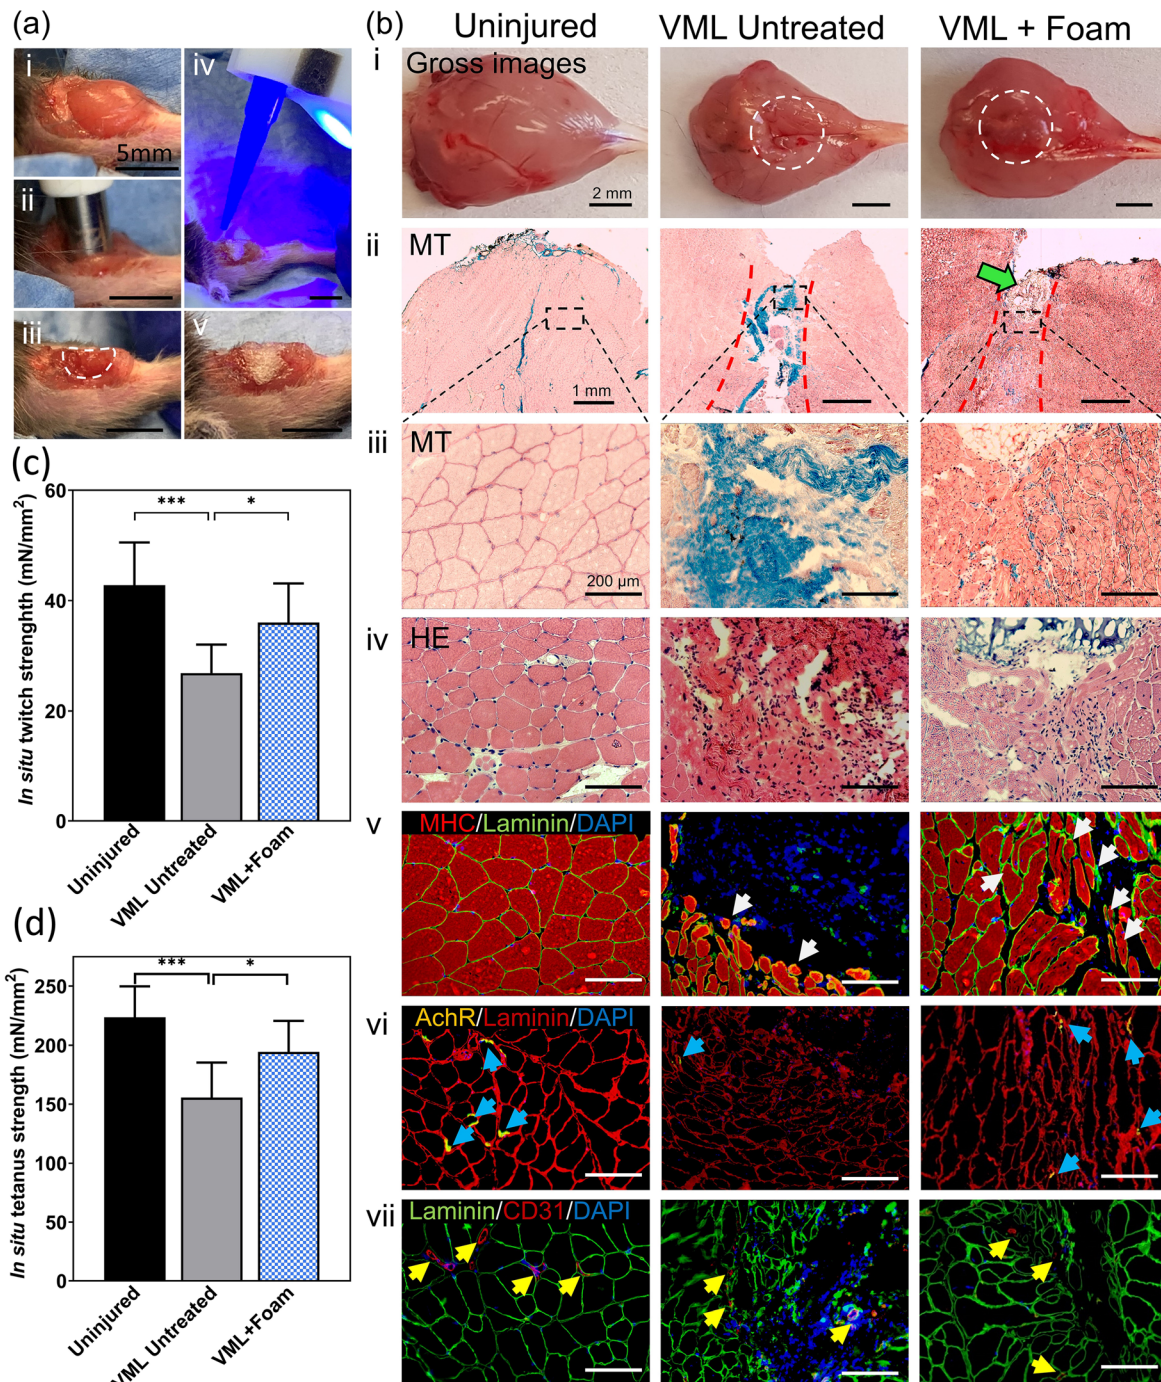 (a)
i
5mm
ii
iii
iv
v
(b)
Uninjured
VML Untreated
VML + Foam
i
Gross images
2 mm
ii
MT
1 mm
iii
MT
200 µm
iv
HE
v
MHC/Laminin/DAPI
vi
AchR/Laminin/DAPI
vii
Laminin/CD31/DAPI
(c)
In situ twitch strenghth (mN/mm²)
60
40
20
0
***
*
Uninjured
VML Untreated
VML+Foam
(d)
In situ tetanus strength (mN/mm²)
250
200
150
100
50
0
***
*
Uninjured
VML Untreated
VML+Foam